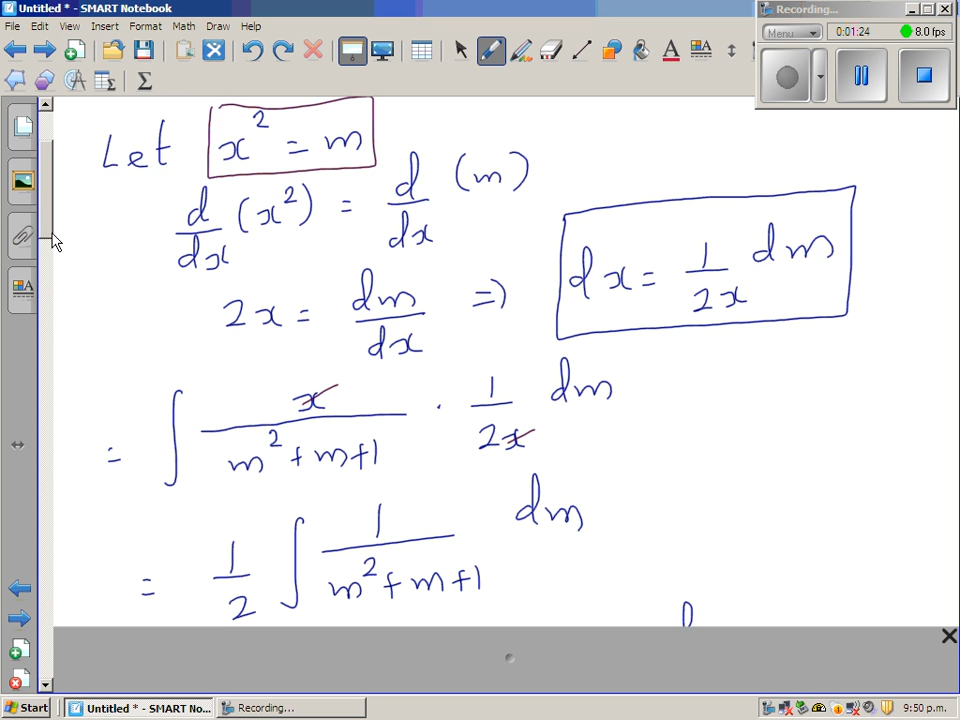 Untitled * - SMART Notebook
Recording...
File Edit View Insert Format Tools Math Draw Help
Menu 0:01:24 8.0 fps
Let x² = m
d/dx (x²) = d/dx (m)
2x = dm/dx ⇒ dx = 1/2x dm
= ∫ x/(m²+m+1) · 1/2x dm
= 1/2 ∫ 1/(m²+m+1) dm
Start Untitled * - SMART No... Recording... 9:50 p.m.